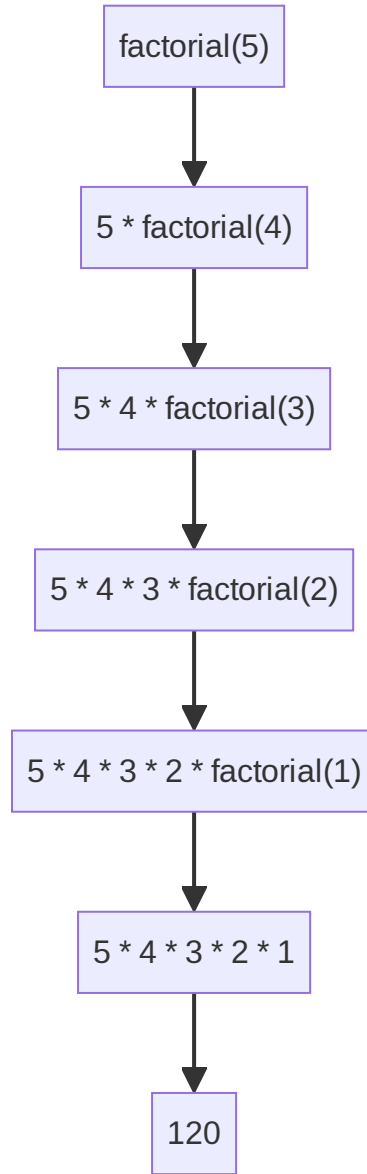 factorial(5)
5 * factorial(4)
5 * 4 * factorial(3)
5 * 4 * 3 * factorial(2)
5 * 4 * 3 * 2 * factorial(1)
5 * 4 * 3 * 2 * 1
120